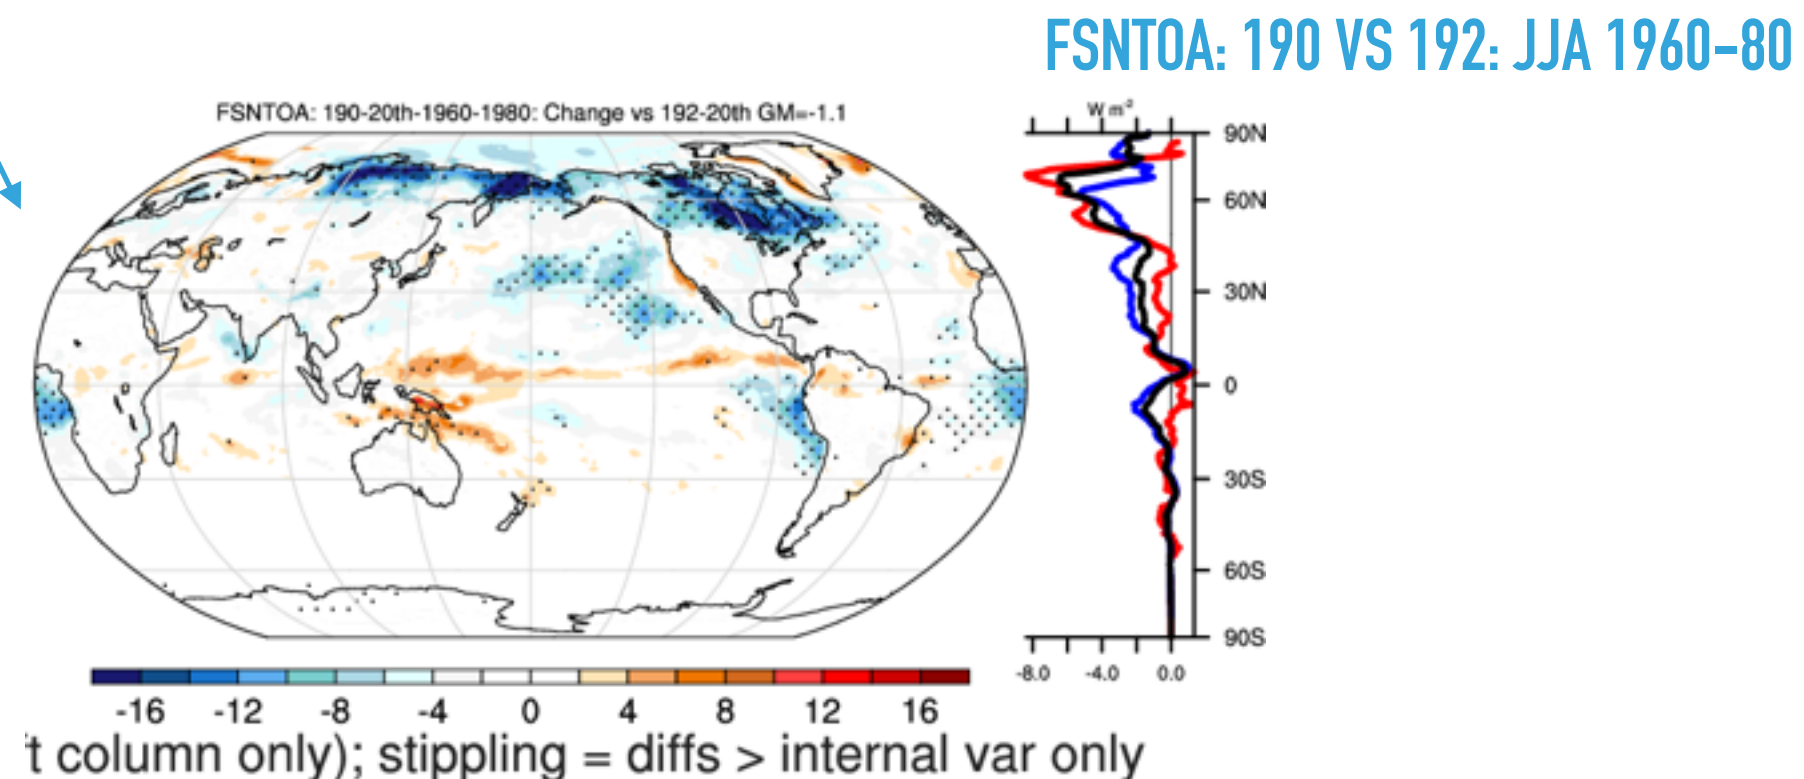 FSNTOA: 190 VS 192: JJA 1960–80
FSNTOA: 190-20th-1960-1980: Change vs 192-20th GM=-1.1
W m-2
90N
60N
30N
0
30S
60S
90S
-8.0 -4.0 0.0
-16 -12 -8 -4 0 4 8 12 16
t column only); stippling = diffs > internal var only